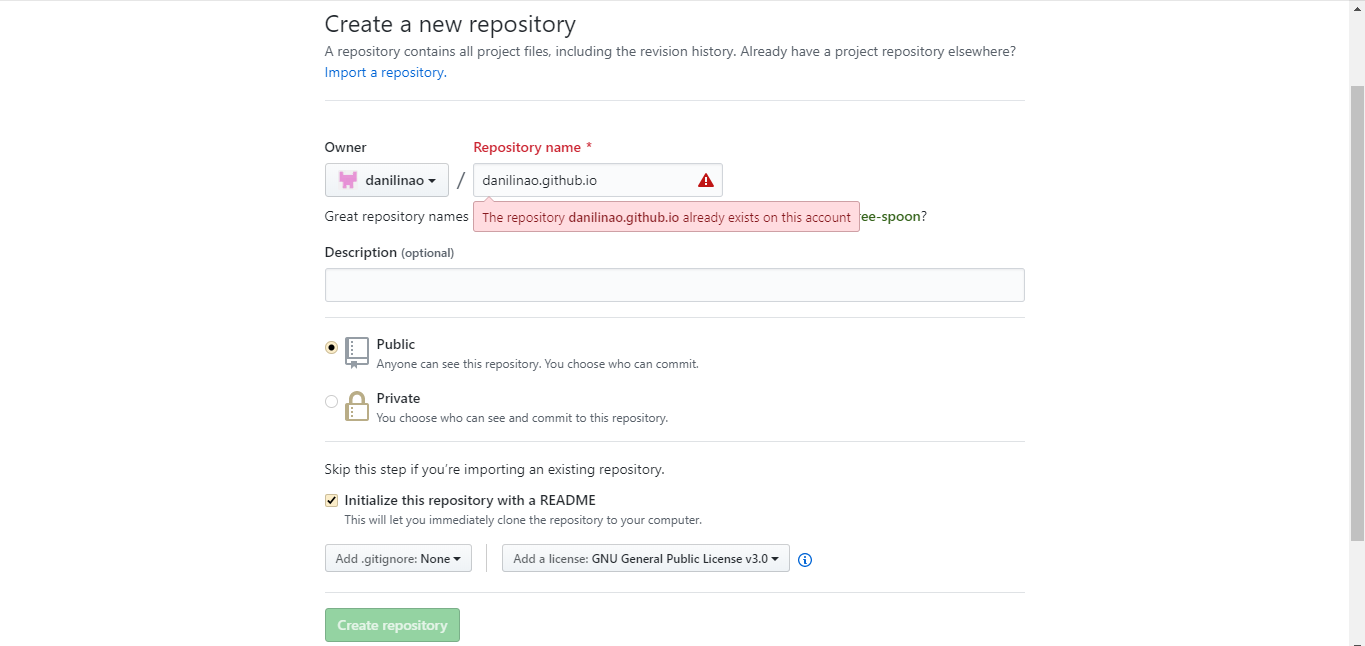 Create a new repository
A repository contains all project files, including the revision history. Already have a project repository elsewhere?
Import a repository.
Owner
Repository name *
danilinao
/
danilinao.github.io
Great repository names
The repository danilinao.github.io already exists on this account
ee-spoon?
Description (optional)
Public
Anyone can see this repository. You choose who can commit.
Private
You choose who can see and commit to this repository.
Skip this step if you’re importing an existing repository.
Initialize this repository with a README
This will let you immediately clone the repository to your computer.
Add .gitignore: None
Add a license: GNU General Public License v3.0
Create repository